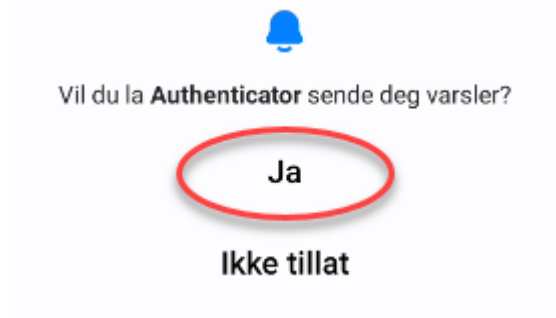 Vil du la Authenticator sende deg varsler?
Ja
Ikke tillat